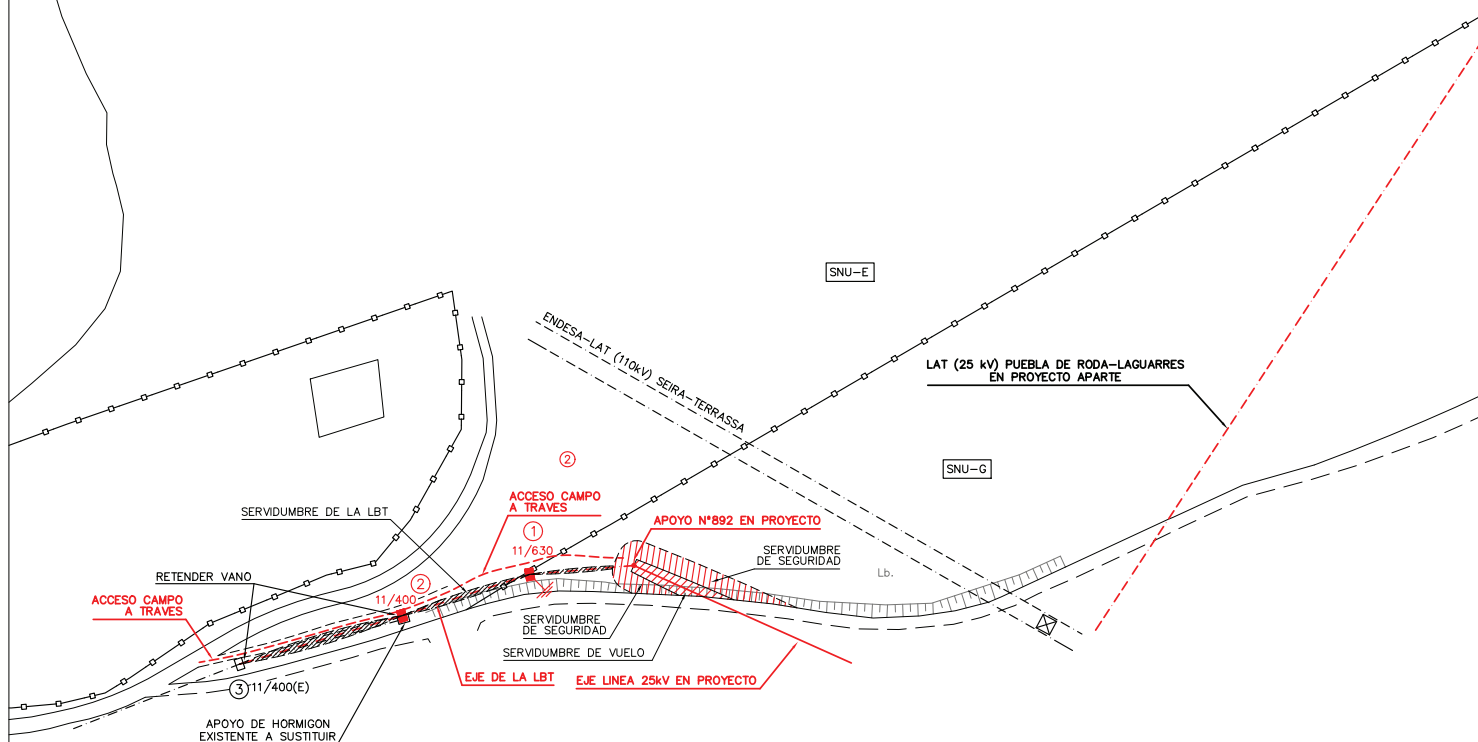 SNU-E
ENDESA-LAT (110kV) SEIRA-TERRASSA
LAT (25 kV) PUEBLA DE RODA-LAGUARRES
EN PROYECTO APARTE
SNU-G
2
ACCESO CAMPO
A TRAVES
SERVIDUMBRE DE LA LBT
1
APOYO N°892 EN PROYECTO
11/630
SERVIDUMBRE
DE SEGURIDAD
RETENDER VANO
2
Lb.
ACCESO CAMPO
A TRAVES
11/400
SERVIDUMBRE
DE SEGURIDAD
SERVIDUMBRE DE VUELO
EJE DE LA LBT
EJE LINEA 25kV EN PROYECTO
3 11/400(E)
APOYO DE HORMIGON
EXISTENTE A SUSTITUIR